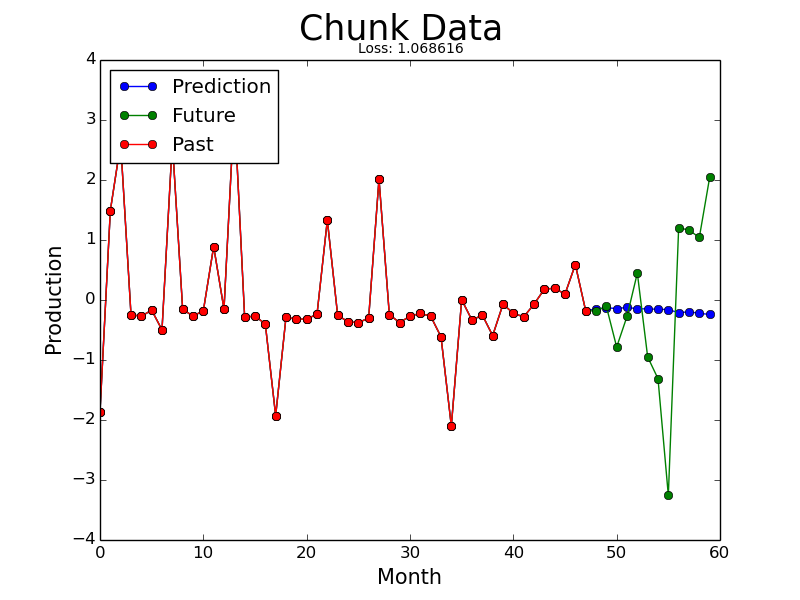 Chunk Data
Loss: 1.068616
Prediction
Future
Past
4
3
2
1
0
−1
−2
−3
−4
Production
0 10 20 30 40 50 60
Month